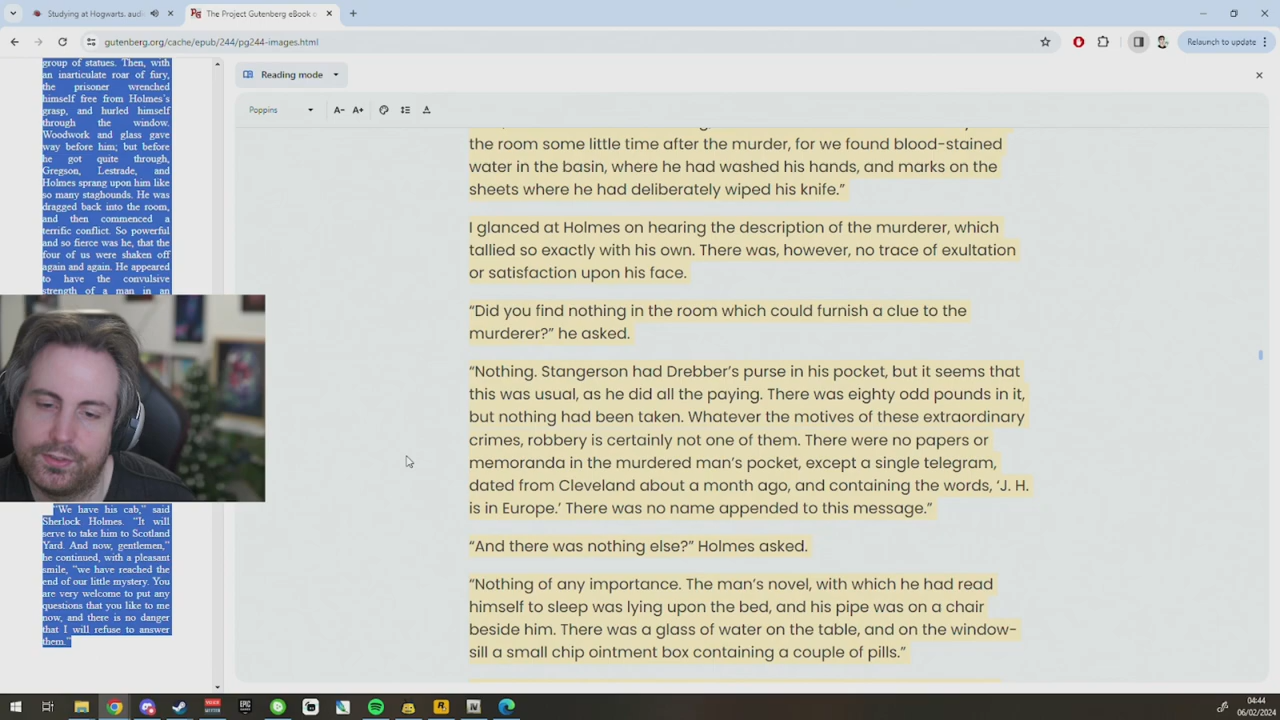 Studying at Hogwarts. audi
The Project Gutenberg eBook o
gutenberg.org/cache/epub/244/pg244-images.html
Relaunch to update
group of statues. Then, with
an inarticulate roar of fury,
the prisoner wrenched
himself free from Holmes's
grasp, and hurled himself
through the window.
Woodwork and glass gave
way before him; but before
he got quite through,
Gregson, Lestrade, and
Holmes sprang upon him like
so many staghounds. He was
dragged back into the room,
and then commenced a
terrific conflict. So powerful
and so fierce was he, that the
four of us were shaken off
again and again. He appeared
to have the convulsive
strength of a man in an
“We have his cab,” said
Sherlock Holmes. “It will
serve to take him to Scotland
Yard. And now, gentlemen,”
he continued, with a pleasant
smile, “we have reached the
end of our little mystery. You
are very welcome to put any
questions that you like to me
now, and there is no danger
that I will refuse to answer
them.”
Reading mode
Poppins A- A+
the room some little time after the murder, for we found blood-stained
water in the basin, where he had washed his hands, and marks on the
sheets where he had deliberately wiped his knife.”
I glanced at Holmes on hearing the description of the murderer, which
tallied so exactly with his own. There was, however, no trace of exultation
or satisfaction upon his face.
“Did you find nothing in the room which could furnish a clue to the
murderer?” he asked.
“Nothing. Stangerson had Drebber’s purse in his pocket, but it seems that
this was usual, as he did all the paying. There was eighty odd pounds in it,
but nothing had been taken. Whatever the motives of these extraordinary
crimes, robbery is certainly not one of them. There were no papers or
memoranda in the murdered man’s pocket, except a single telegram,
dated from Cleveland about a month ago, and containing the words, ‘J. H.
is in Europe.’ There was no name appended to this message.”
“And there was nothing else?” Holmes asked.
“Nothing of any importance. The man’s novel, with which he had read
himself to sleep was lying upon the bed, and his pipe was on a chair
beside him. There was a glass of water on the table, and on the window-
sill a small chip ointment box containing a couple of pills.”
04:44
06/02/2024